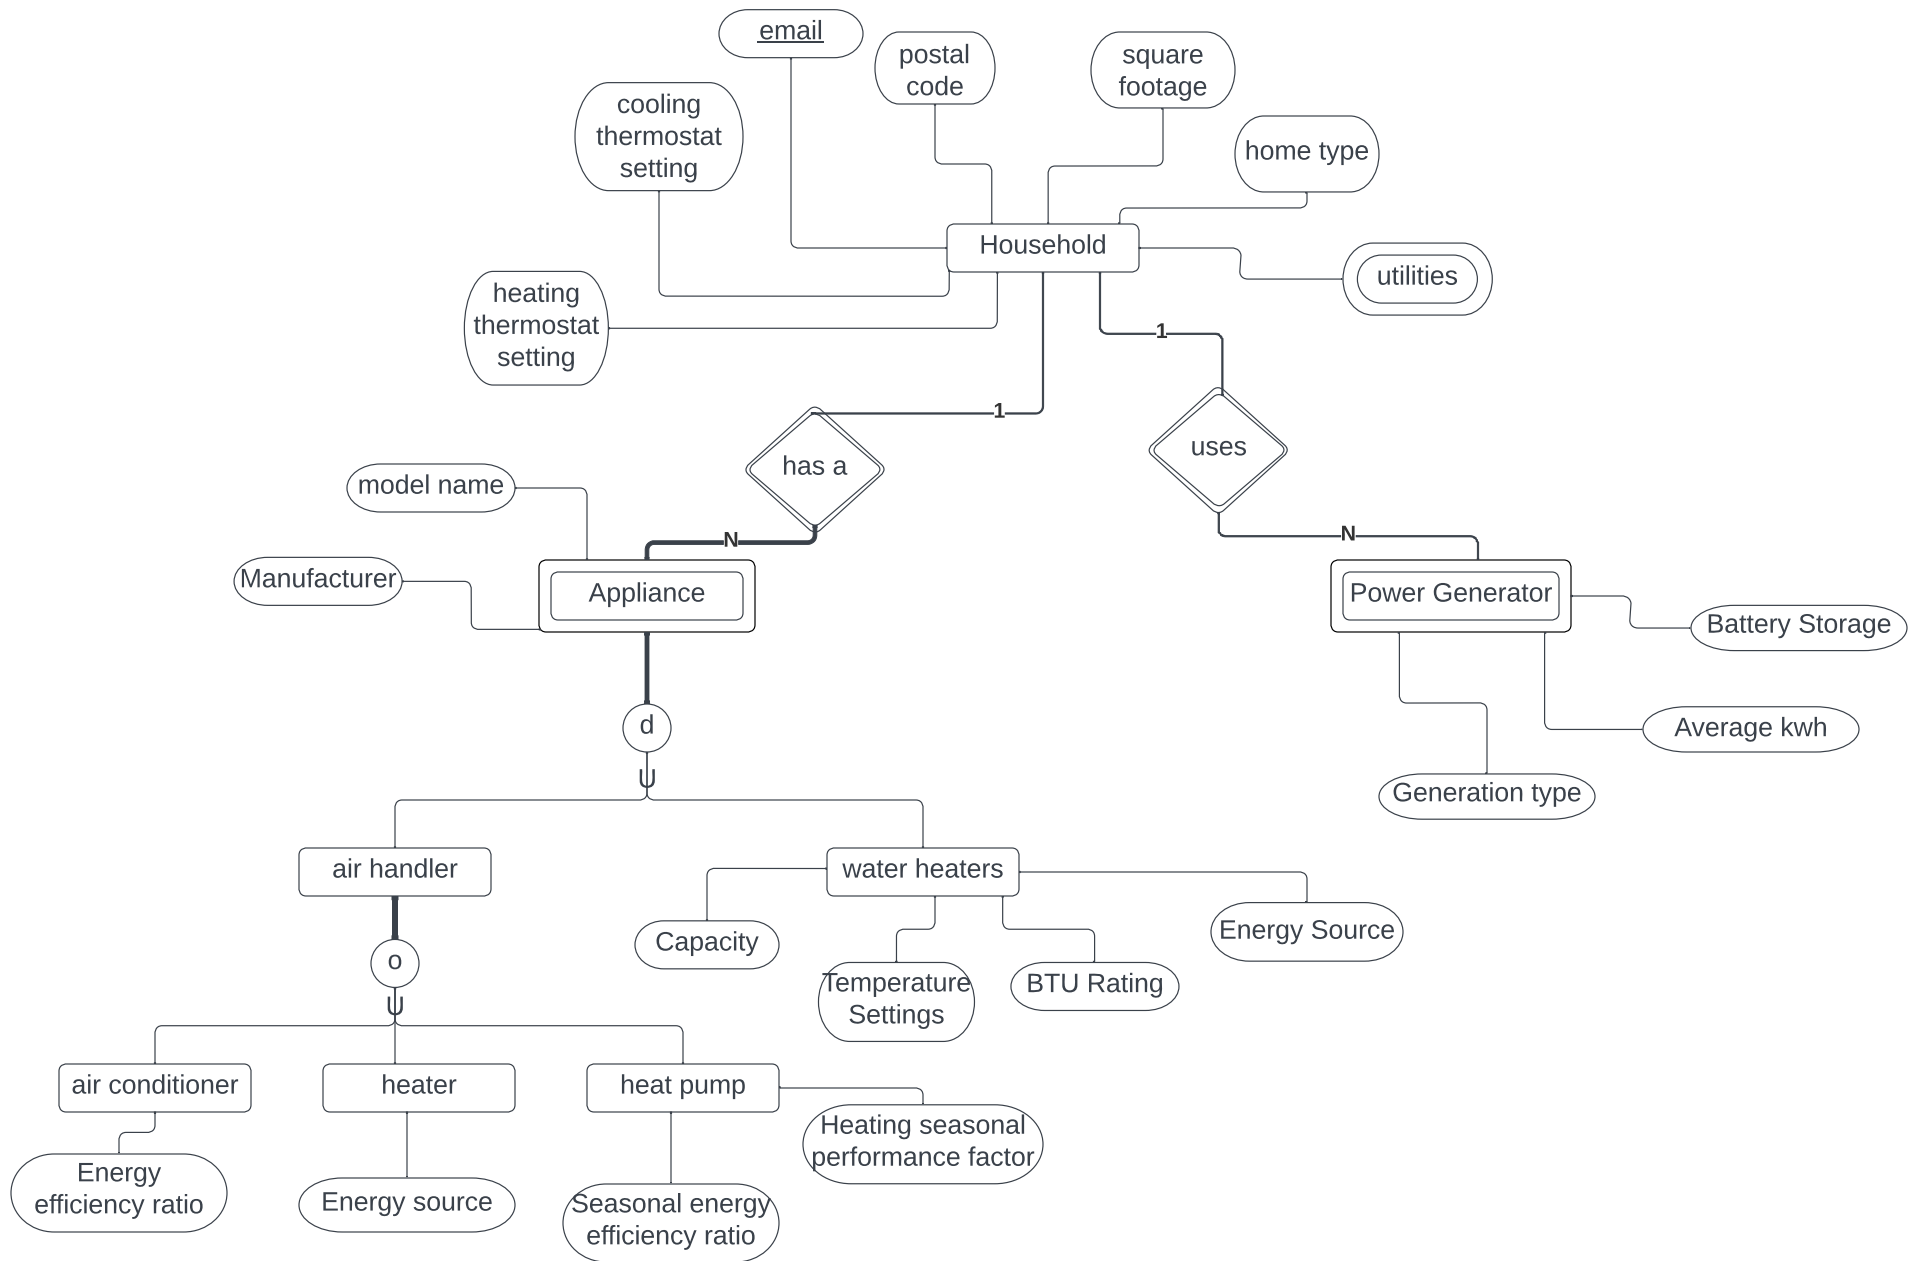 email
postal
code
square
footage
cooling
thermostat
setting
home type
Household
utilities
heating
thermostat
setting
1
1
has a
uses
model name
N
N
Manufacturer
Appliance
Power Generator
Battery Storage
d
Average kwh
U
Generation type
air handler
water heaters
Capacity
Energy Source
o
Temperature
Settings
BTU Rating
U
air conditioner
heater
heat pump
Heating seasonal
performance factor
Energy
efficiency ratio
Energy source
Seasonal energy
efficiency ratio